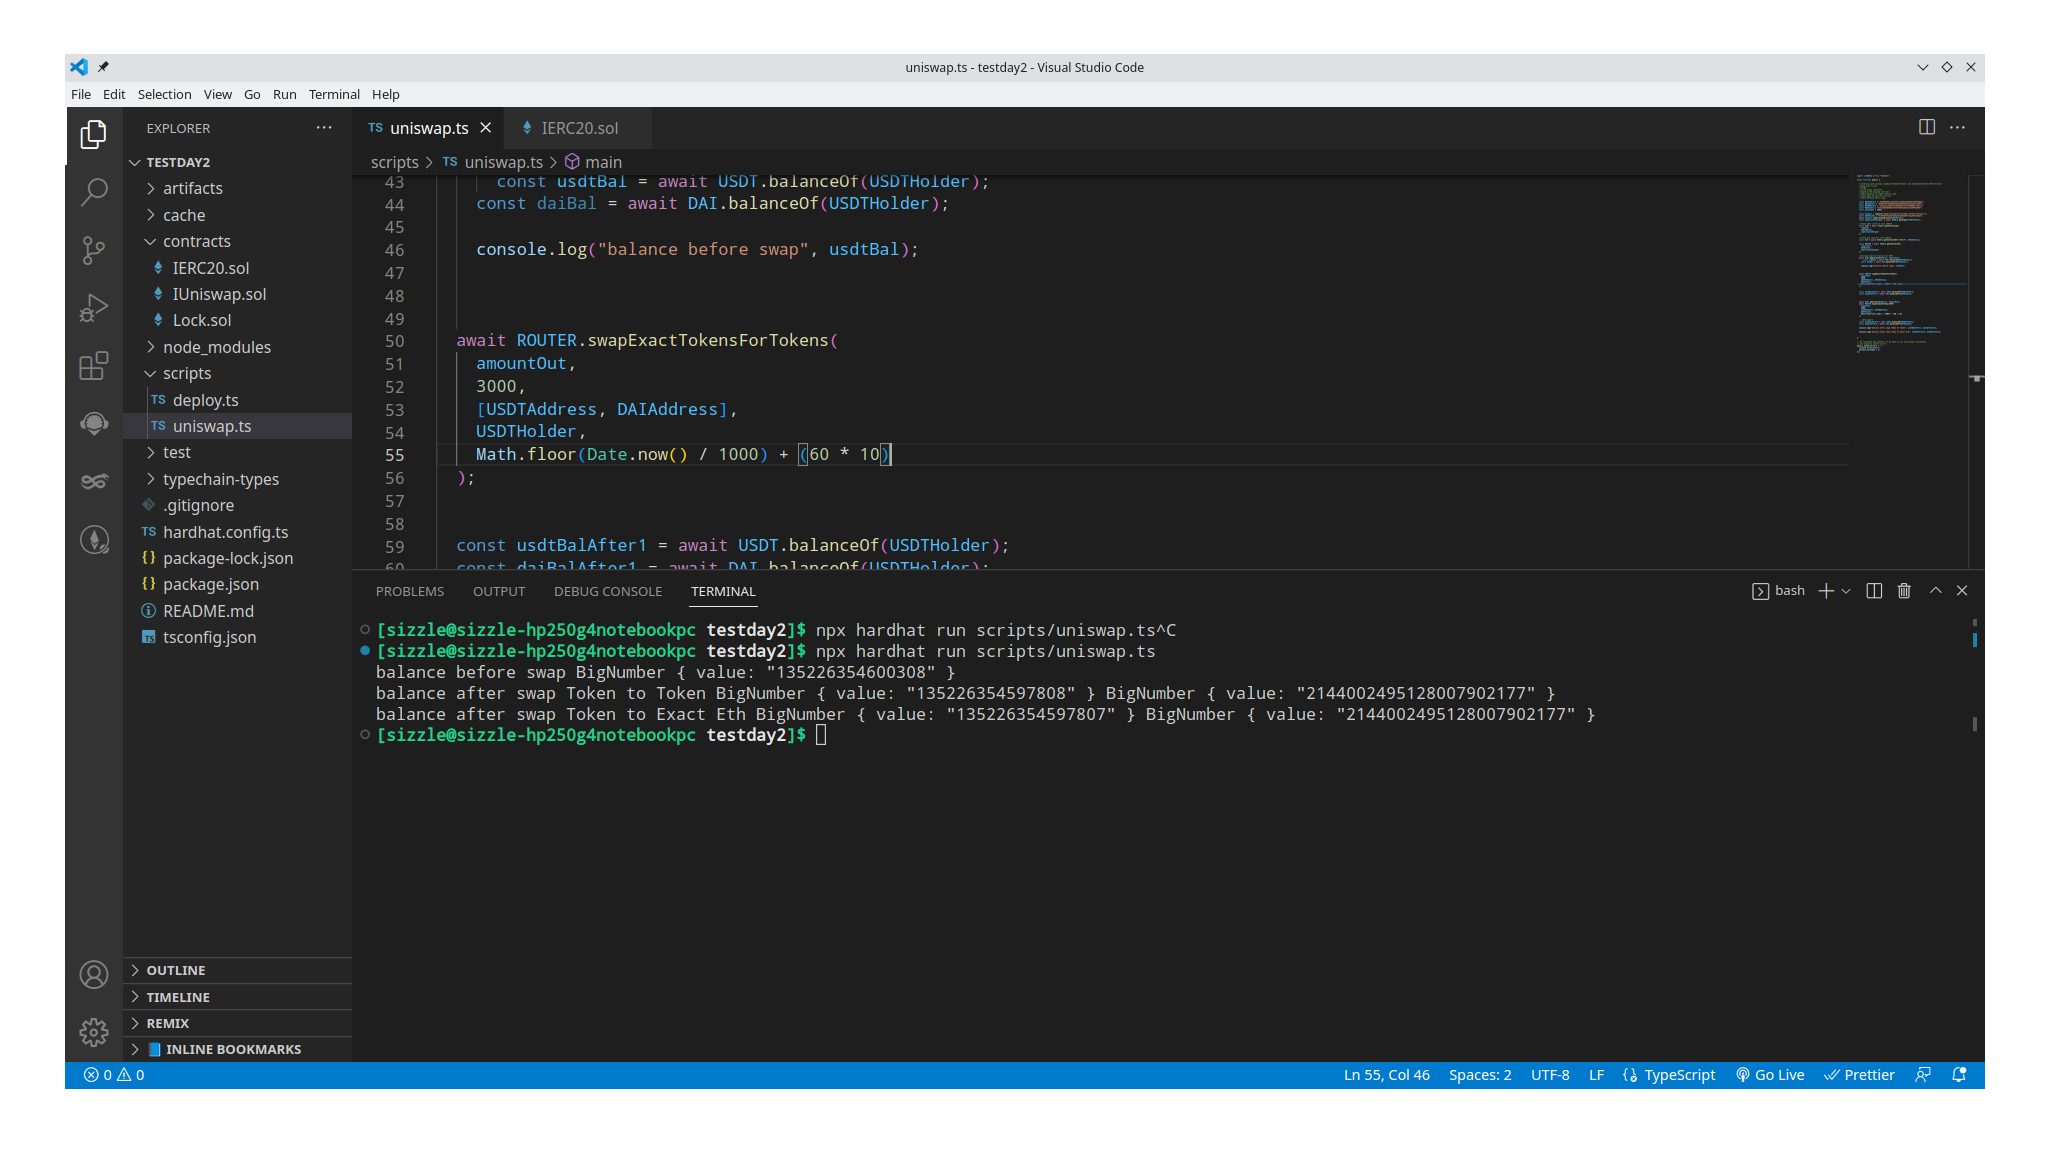 uniswap.ts - testday2 - Visual Studio Code
File Edit Selection View Go Run Terminal Help
EXPLORER
TESTDAY2
artifacts
cache
contracts
IERC20.sol
IUniswap.sol
Lock.sol
node_modules
scripts
TS deploy.ts
TS uniswap.ts
test
typechain-types
.gitignore
TS hardhat.config.ts
{} package-lock.json
{} package.json
README.md
TS tsconfig.json
OUTLINE
TIMELINE
REMIX
INLINE BOOKMARKS
TS uniswap.ts IERC20.sol
scripts > TS uniswap.ts > main
43 const usdtBal = await USDT.balanceOf(USDTHolder);
44 const daiBal = await DAI.balanceOf(USDTHolder);
45
46 console.log("balance before swap", usdtBal);
47
48
49
50 await ROUTER.swapExactTokensForTokens(
51 amountOut,
52 3000,
53 [USDTAddress, DAIAddress],
54 USDTHolder,
55 Math.floor(Date.now() / 1000) + (60 * 10)
56 );
57
58
59 const usdtBalAfter1 = await USDT.balanceOf(USDTHolder);
60 const daiBalAfter1 = await DAI.balanceOf(USDTHolder);
PROBLEMS OUTPUT DEBUG CONSOLE TERMINAL bash
[sizzle@sizzle-hp250g4notebookpc testday2]$ npx hardhat run scripts/uniswap.ts^C
[sizzle@sizzle-hp250g4notebookpc testday2]$ npx hardhat run scripts/uniswap.ts
balance before swap BigNumber { value: "135226354600308" }
balance after swap Token to Token BigNumber { value: "135226354597808" } BigNumber { value: "2144002495128007902177" }
balance after swap Token to Exact Eth BigNumber { value: "135226354597807" } BigNumber { value: "2144002495128007902177" }
[sizzle@sizzle-hp250g4notebookpc testday2]$
0 0 Ln 55, Col 46 Spaces: 2 UTF-8 LF TypeScript Go Live Prettier